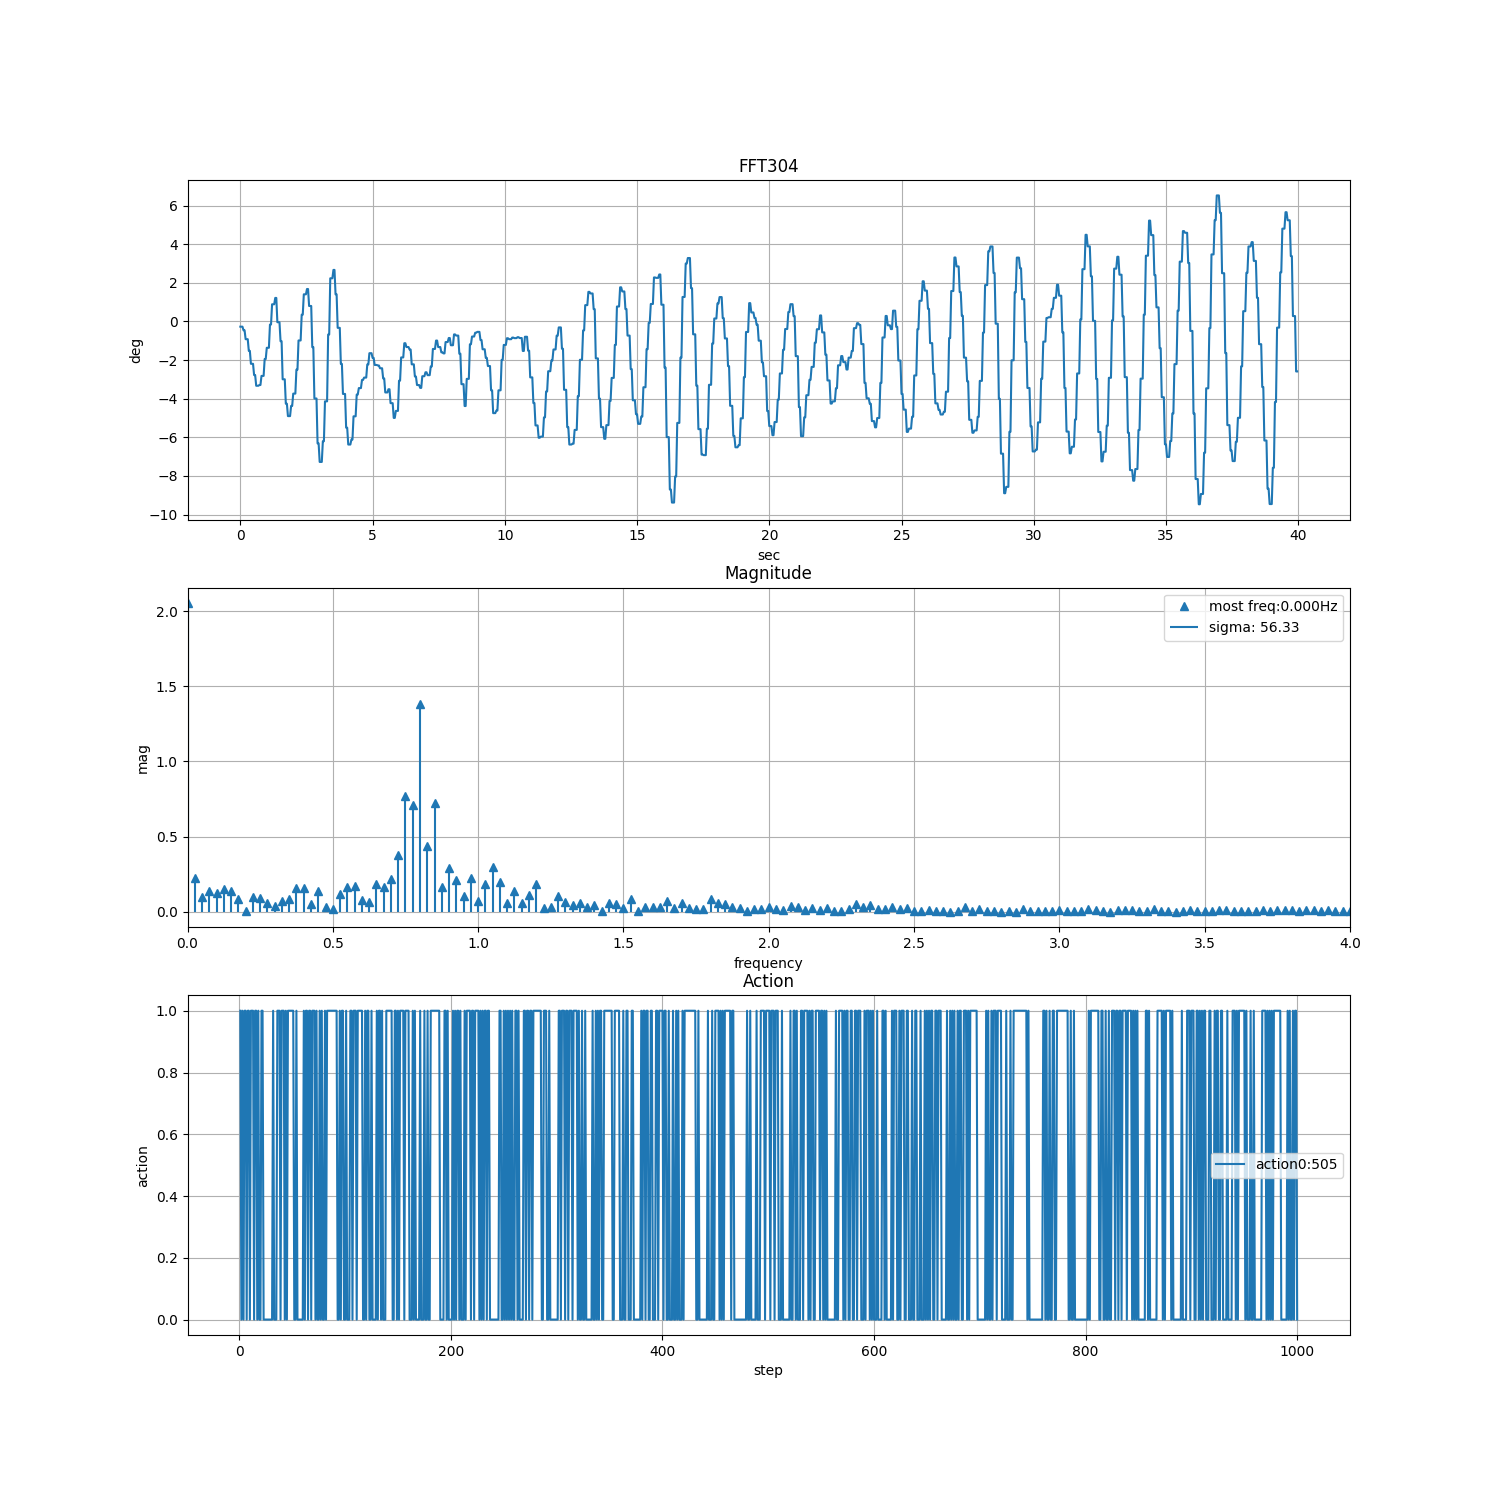 FFT304
6
4
2
0
−2
−4
−6
−8
−10
deg
0 5 10 15 20 25 30 35 40
sec
Magnitude
2.0
1.5
1.0
0.5
0.0
mag
most freq:0.000Hz
sigma: 56.33
0.0 0.5 1.0 1.5 2.0 2.5 3.0 3.5 4.0
frequency
Action
1.0
0.8
0.6
0.4
0.2
0.0
action
action0:505
0 200 400 600 800 1000
step